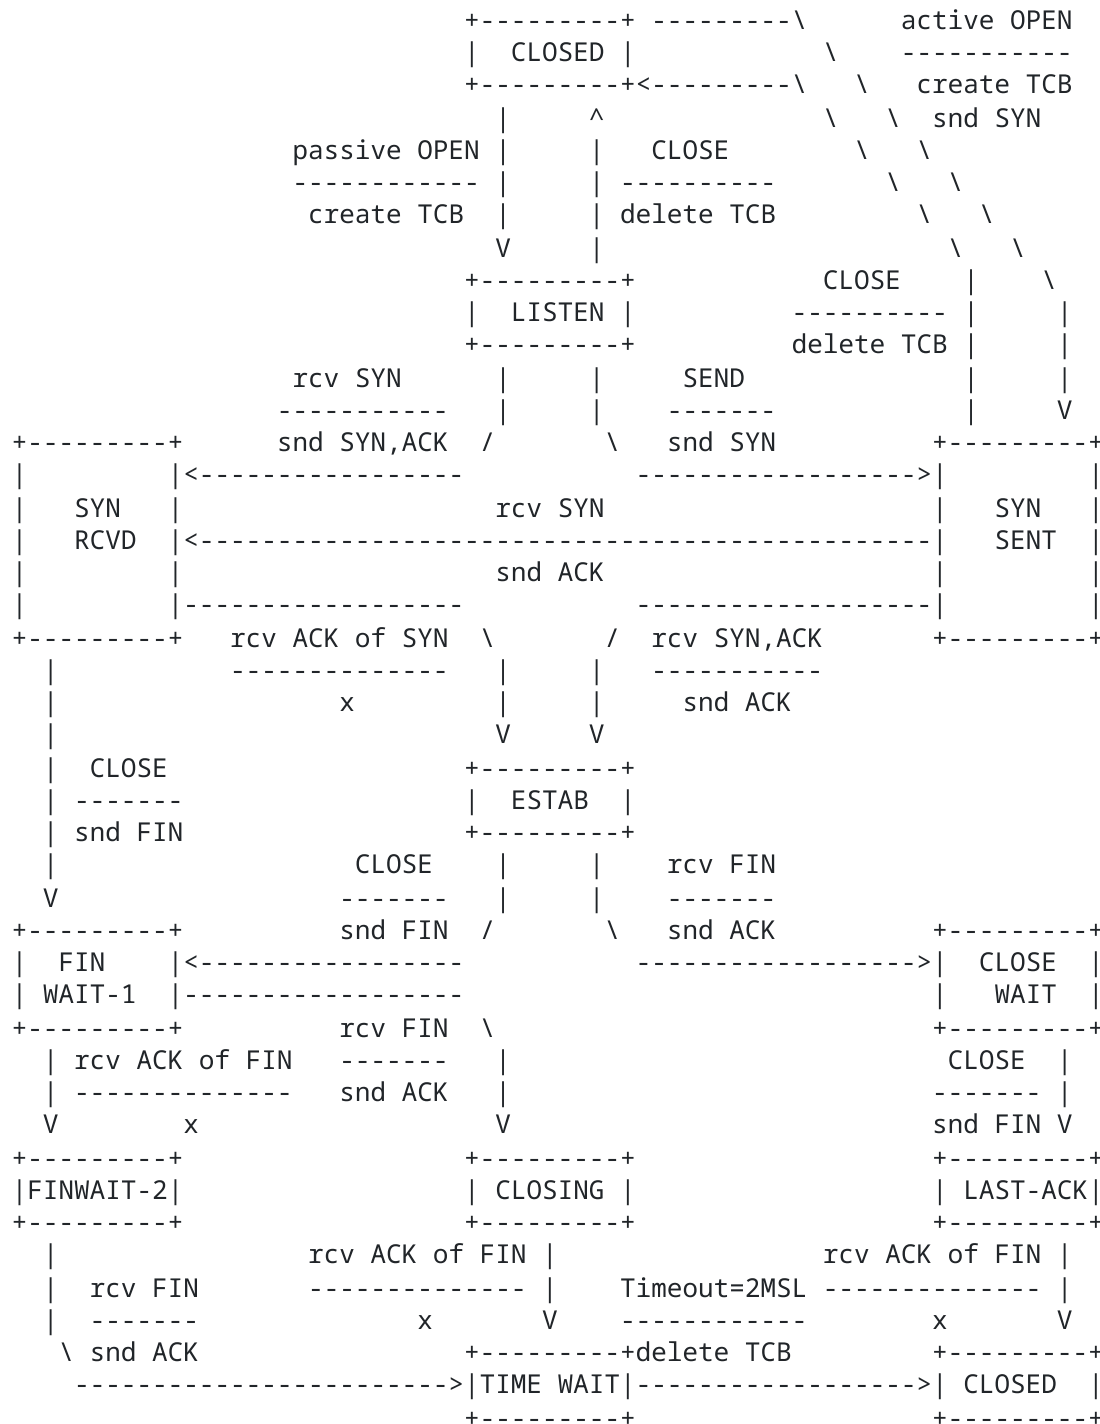 +---------+ ---------\      active OPEN
                              |  CLOSED |            \    -----------
                              +---------+<---------\   \   create TCB
                                |     ^              \   \  snd SYN
                   passive OPEN |     |   CLOSE        \   \
                   ------------ |     | ----------       \   \
                    create TCB  |     | delete TCB         \   \
                                V     |                      \   \
                              +---------+            CLOSE    |    \
                              |  LISTEN |          ---------- |     |
                              +---------+          delete TCB |     |
                   rcv SYN      |     |     SEND              |     |
                  -----------   |     |    -------            |     V
 +---------+      snd SYN,ACK  /       \   snd SYN          +---------+
 |         |<------------------           ------------------>|         |
 |   SYN   |                    rcv SYN                     |   SYN   |
 |   RCVD  |<-----------------------------------------------|   SENT  |
 |         |                    snd ACK                     |         |
 |         |------------------           -------------------|         |
 +---------+   rcv ACK of SYN  \       /  rcv SYN,ACK       +---------+
   |           --------------   |     |   -----------
   |                  x         |     |     snd ACK
   |                            V     V
   |  CLOSE                   +---------+
   | -------                  |  ESTAB  |
   | snd FIN                  +---------+
   |                   CLOSE    |     |    rcv FIN
   V                  -------   |     |    -------
 +---------+          snd FIN  /       \   snd ACK          +---------+
 |  FIN    |<-----------------           ------------------>|  CLOSE  |
 | WAIT-1  |------------------                              |   WAIT  |
 +---------+          rcv FIN  \                            +---------+
   | rcv ACK of FIN   -------   |                            CLOSE  |
   | --------------   snd ACK   |                           ------- |
   V        x                   V                           snd FIN V
 +---------+                  +---------+                   +---------+
 |FINWAIT-2|                  | CLOSING |                   | LAST-ACK|
 +---------+                  +---------+                   +---------+
   |                rcv ACK of FIN |                 rcv ACK of FIN |
   |  rcv FIN       -------------- |    Timeout=2MSL -------------- |
   |  -------              x       V    ------------        x       V
    \ snd ACK                 +---------+delete TCB         +---------+
     ------------------------>|TIME WAIT|------------------>| CLOSED  |
                              +---------+                   +---------+